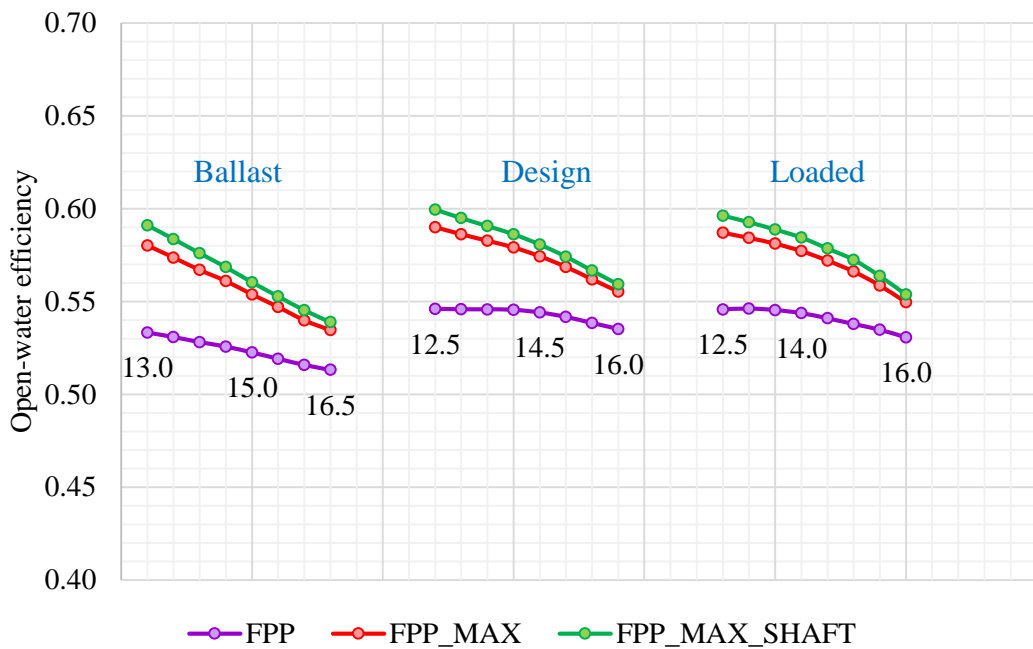 0.70
0.65
0.60
0.55
0.50
0.45
0.40
Open-water efficiency
Ballast
Design
Loaded
13.0
15.0
16.5
12.5
14.5
16.0
12.5
14.0
16.0
FPP
FPP_MAX
FPP_MAX_SHAFT